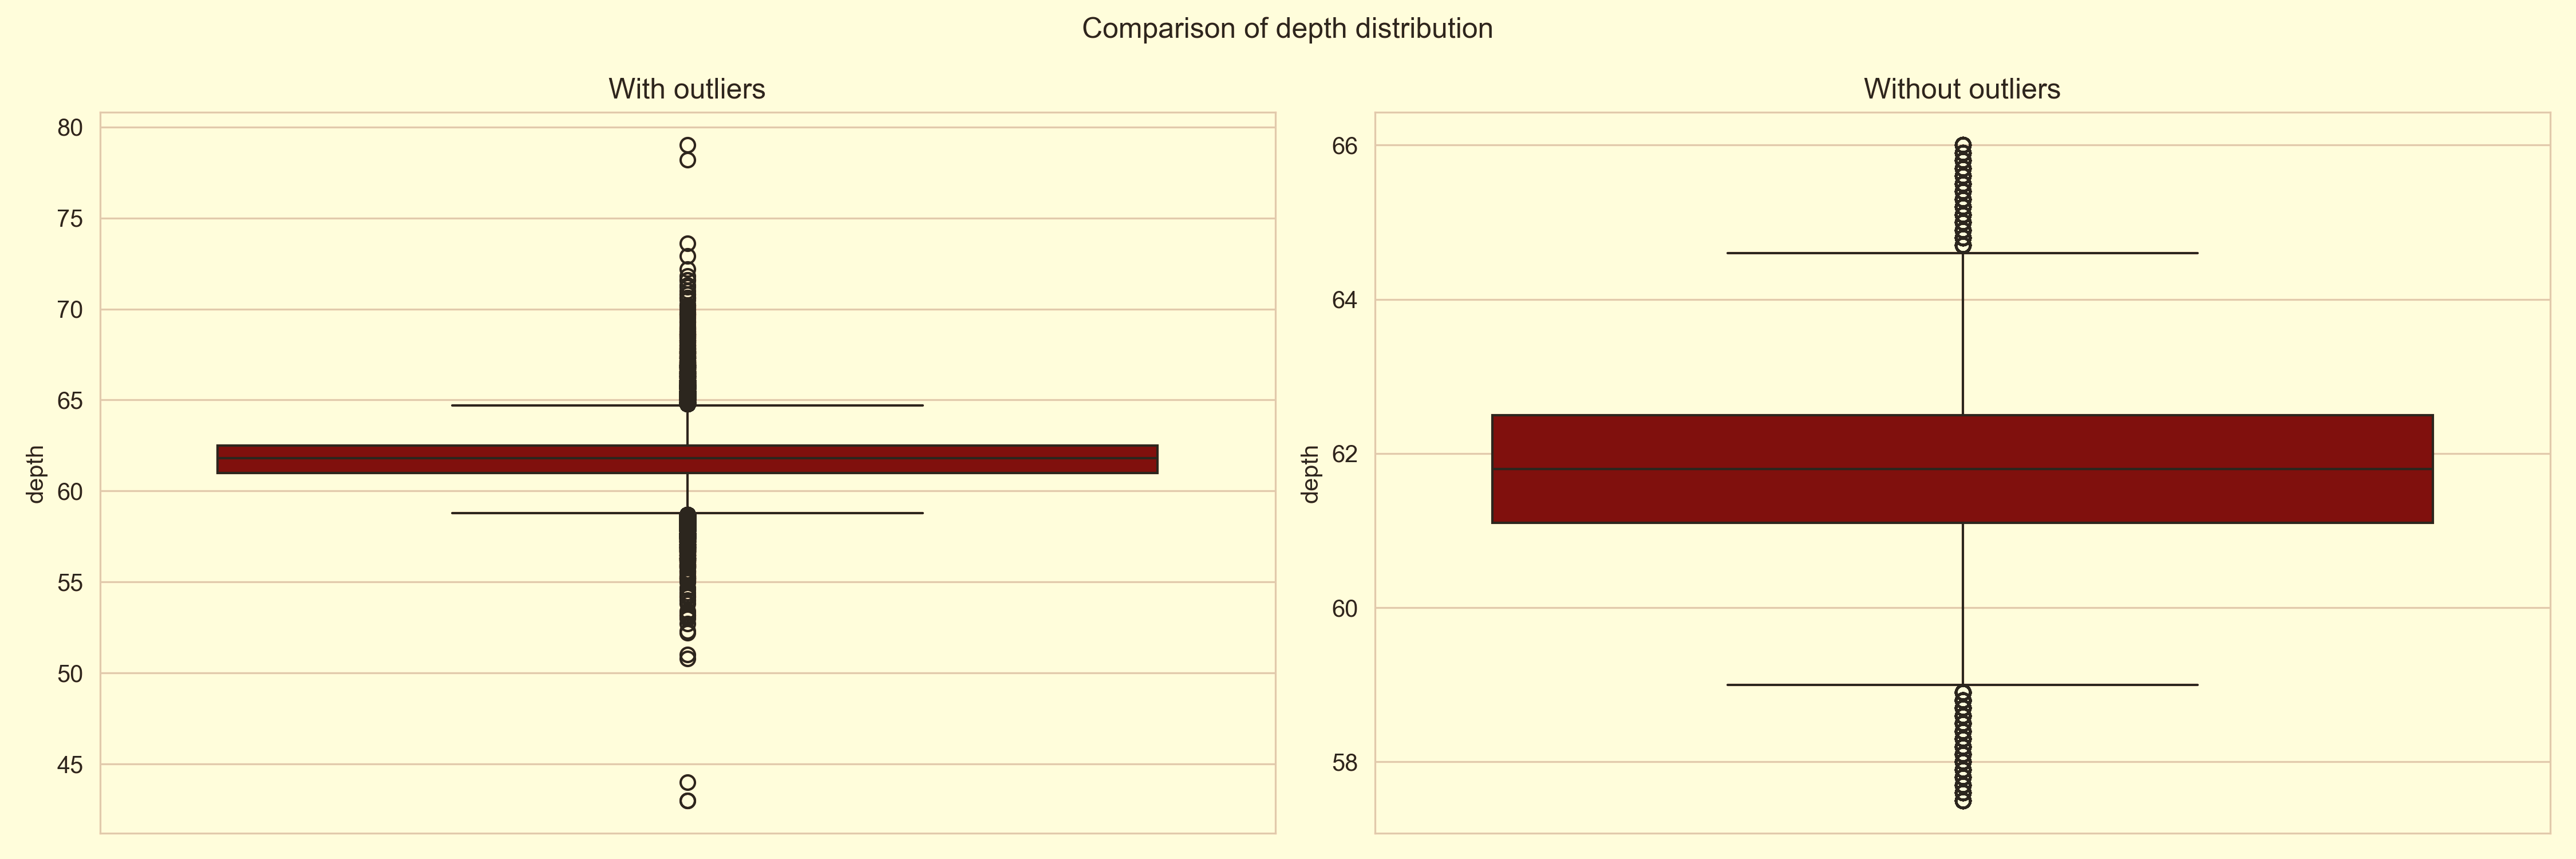 Comparison of depth distribution
With outliers
80
75
70
65
60
55
50
45
depth
Without outliers
66
64
62
60
58
depth